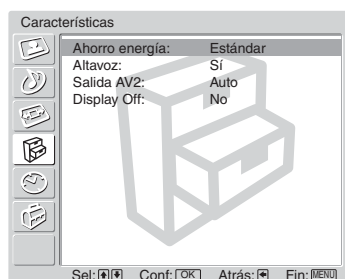 Características
Ahorro energía: Estándar
Altavoz: Sí
Salida AV2: Auto
Display Off: No
Sel: Conf: OK Atrás: Fin: MENU